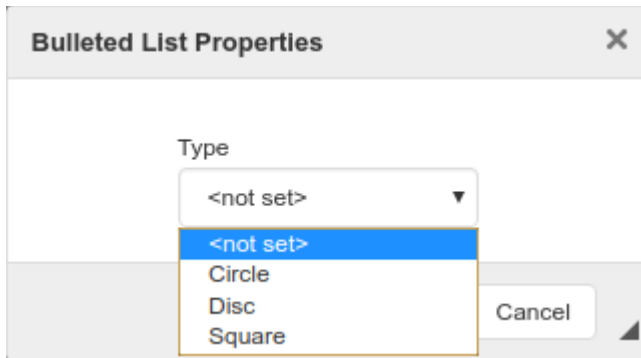 Bulleted List Properties
Type
<not set>
<not set>
Circle
Disc
Square
Cancel